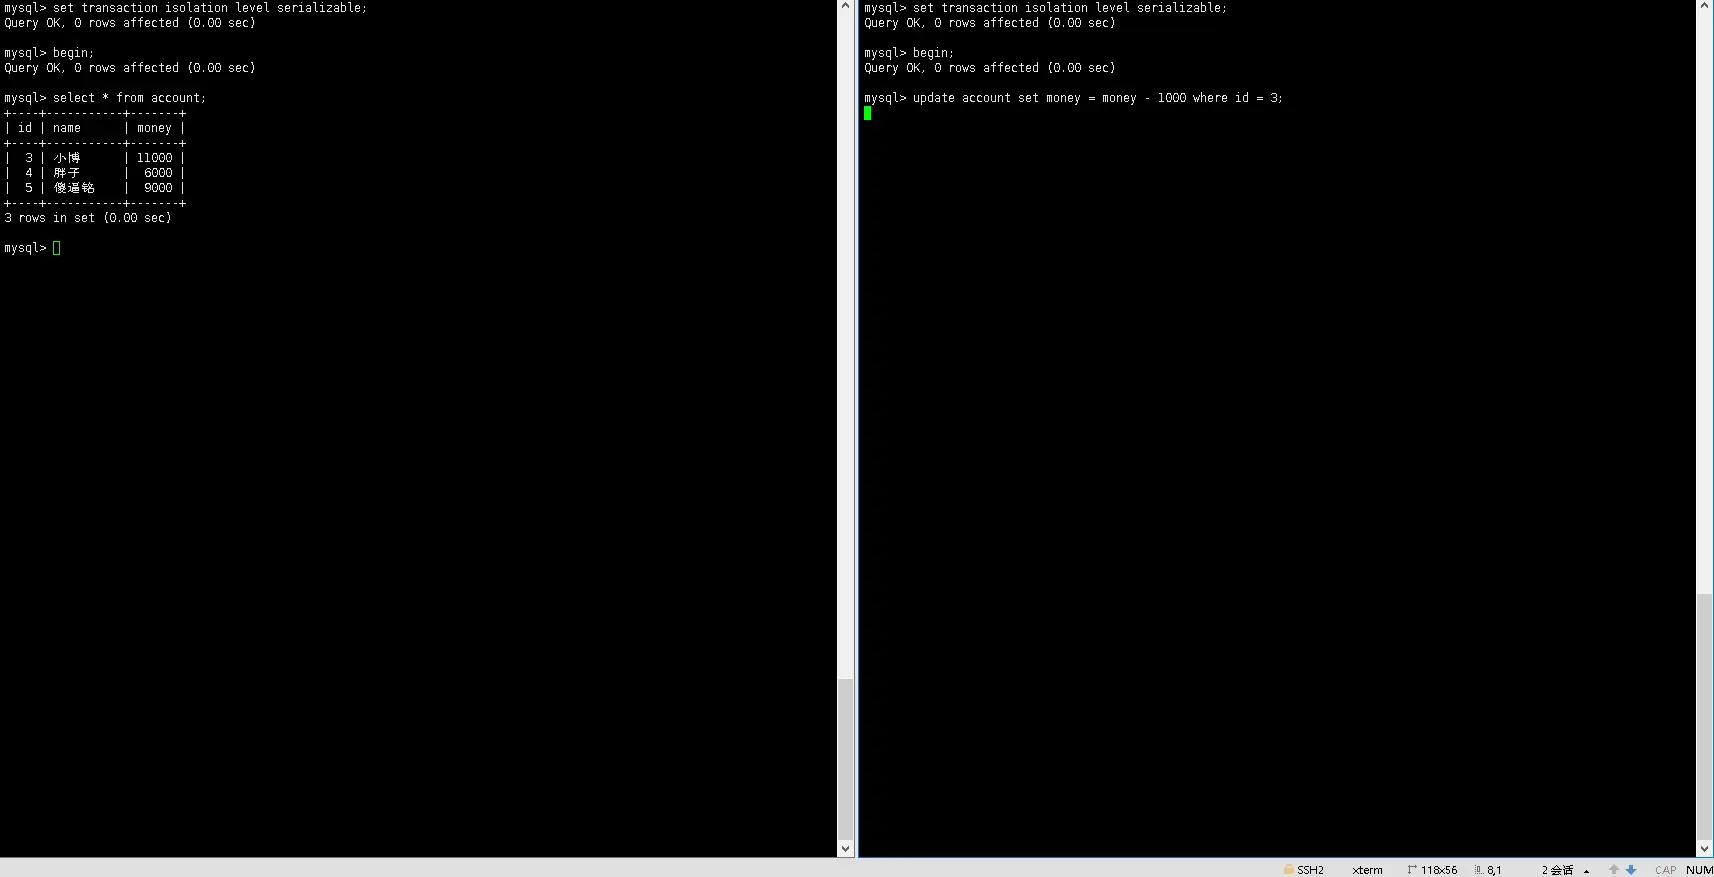 mysql> set transaction isolation level serializable;
Query OK, 0 rows affected (0.00 sec)
mysql> begin;
Query OK, 0 rows affected (0.00 sec)
mysql> select * from account;
+----+-----------+-------+
| id | name      | money |
+----+-----------+-------+
|  3 | 小博      | 11000 |
|  4 | 胖子      |  6000 |
|  5 | 傻逼铭    |  9000 |
+----+-----------+-------+
3 rows in set (0.00 sec)
mysql>
mysql> set transaction isolation level serializable;
Query OK, 0 rows affected (0.00 sec)
mysql> begin;
Query OK, 0 rows affected (0.00 sec)
mysql> update account set money = money - 1000 where id = 3;
SSH2 xterm 118x56 8,1 2 会话 CAP NUM